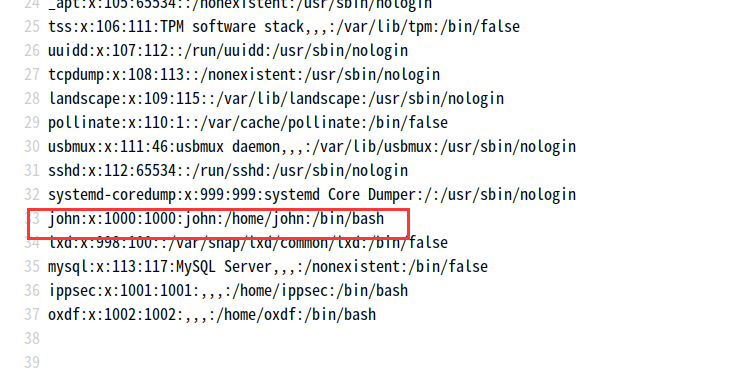 24 _apt:x:105:65534::/nonexistent:/usr/sbin/nologin
25 tss:x:106:111:TPM software stack,,,:/var/lib/tpm:/bin/false
26 uuidd:x:107:112::/run/uuidd:/usr/sbin/nologin
27 tcpdump:x:108:113::/nonexistent:/usr/sbin/nologin
28 landscape:x:109:115::/var/lib/landscape:/usr/sbin/nologin
29 pollinate:x:110:1::/var/cache/pollinate:/bin/false
30 usbmux:x:111:46:usbmux daemon,,,:/var/lib/usbmux:/usr/sbin/nologin
31 sshd:x:112:65534::/run/sshd:/usr/sbin/nologin
32 systemd-coredump:x:999:999:systemd Core Dumper:/:/usr/sbin/nologin
33 john:x:1000:1000:john:/home/john:/bin/bash
34 lxd:x:998:100::/var/snap/lxd/common/lxd:/bin/false
35 mysql:x:113:117:MySQL Server,,,:/nonexistent:/bin/false
36 ippsec:x:1001:1001:,,,:/home/ippsec:/bin/bash
37 oxdf:x:1002:1002:,,,:/home/oxdf:/bin/bash
38
39